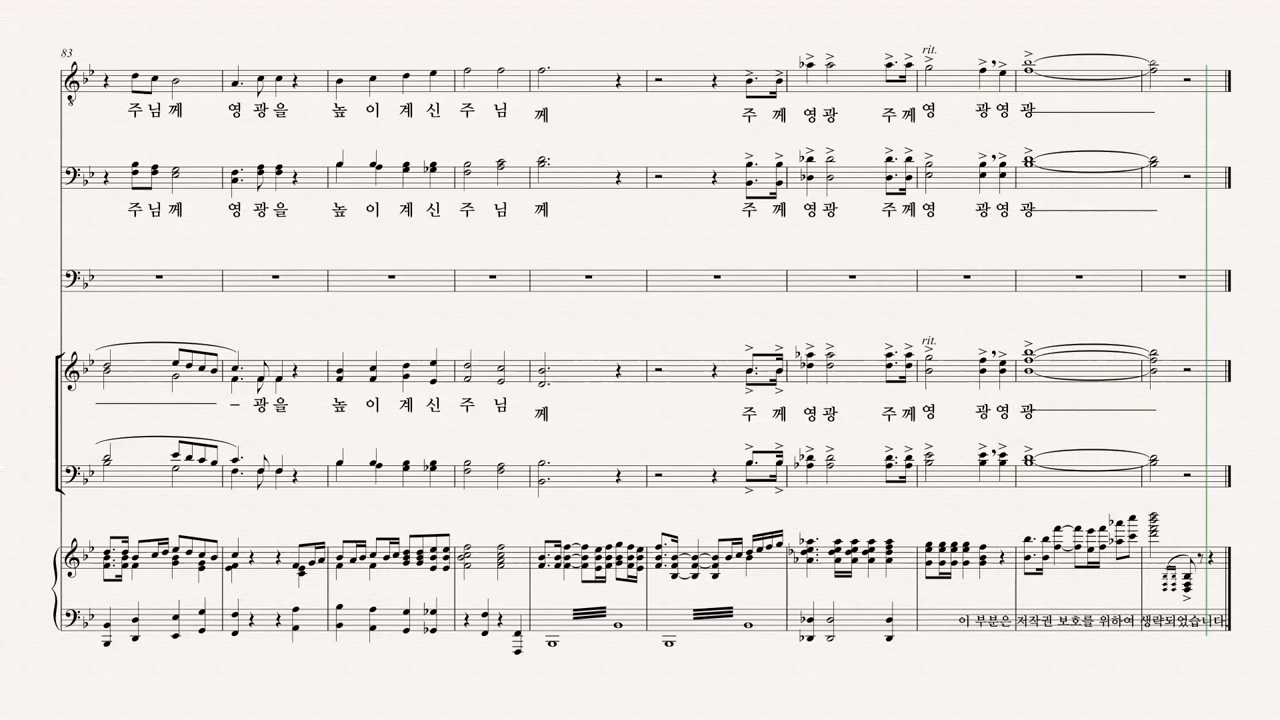 83
rit.
주님께 영광을 높이계신주님께 주께영광 주께영 광영광
주님께 영광을 높이계신주님께 주께영광 주께영 광영광
rit.
광을 높이계신주님께 주께영광 주께영 광영광
이 부분은 저작권 보호를 위하여 생략되었습니다.